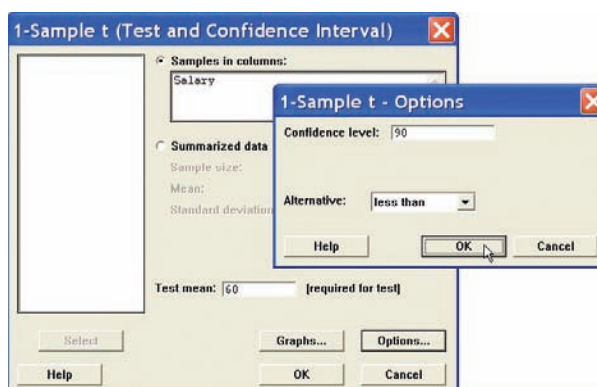 1-Sample t (Test and Confidence Interval)
Samples in columns:
Salary
Summarized data
Sample size:
Mean:
Standard deviation
Test mean: 60 (required for test)
Select
Graphs...
Options...
Help
OK
Cancel
1-Sample t - Options
Confidence level: 90
Alternative: less than
Help
OK
Cancel